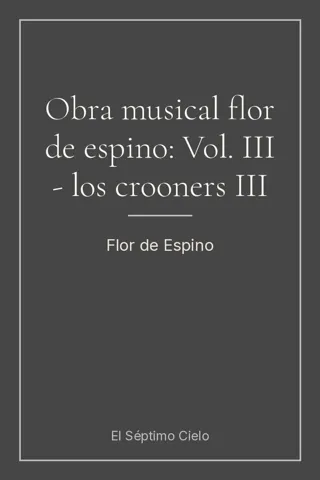 Obra musical flor
de espino: Vol. III
- los crooners III
Flor de Espino
El Séptimo Cielo